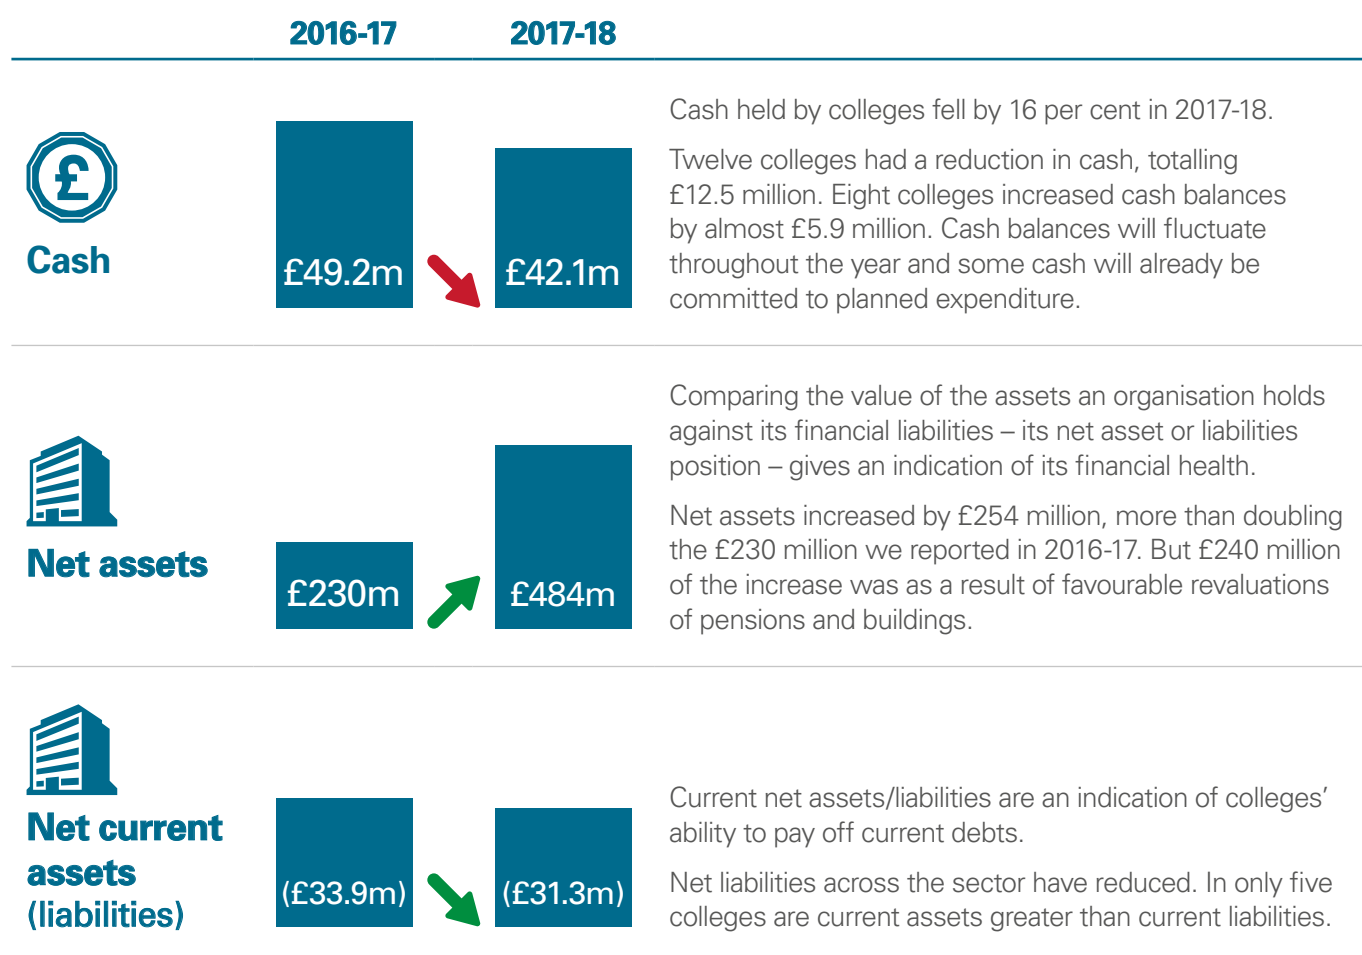 2016-17 2017-18
£
Cash
£49.2m £42.1m
Cash held by colleges fell by 16 per cent in 2017-18.
Twelve colleges had a reduction in cash, totalling
£12.5 million. Eight colleges increased cash balances
by almost £5.9 million. Cash balances will fluctuate
throughout the year and some cash will already be
committed to planned expenditure.
Net assets
£230m £484m
Comparing the value of the assets an organisation holds
against its financial liabilities – its net asset or liabilities
position – gives an indication of its financial health.
Net assets increased by £254 million, more than doubling
the £230 million we reported in 2016-17. But £240 million
of the increase was as a result of favourable revaluations
of pensions and buildings.
Net current
assets
(liabilities)
(£33.9m) (£31.3m)
Current net assets/liabilities are an indication of colleges’
ability to pay off current debts.
Net liabilities across the sector have reduced. In only five
colleges are current assets greater than current liabilities.